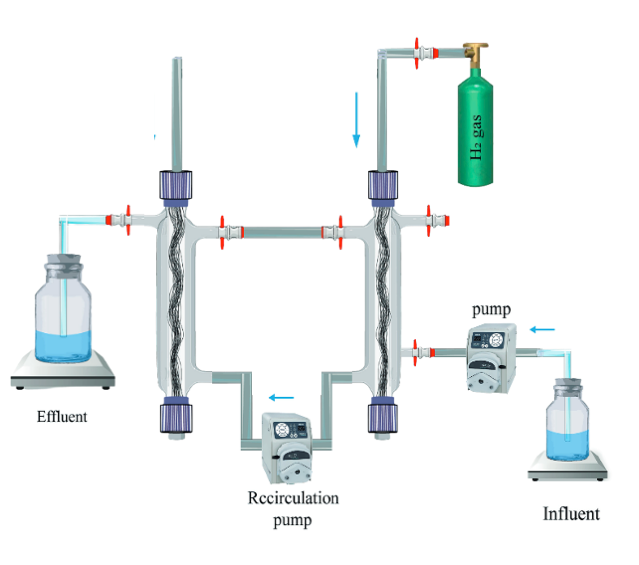 H₂ gas
pump
Effluent
Rccirculation
pump
Influent